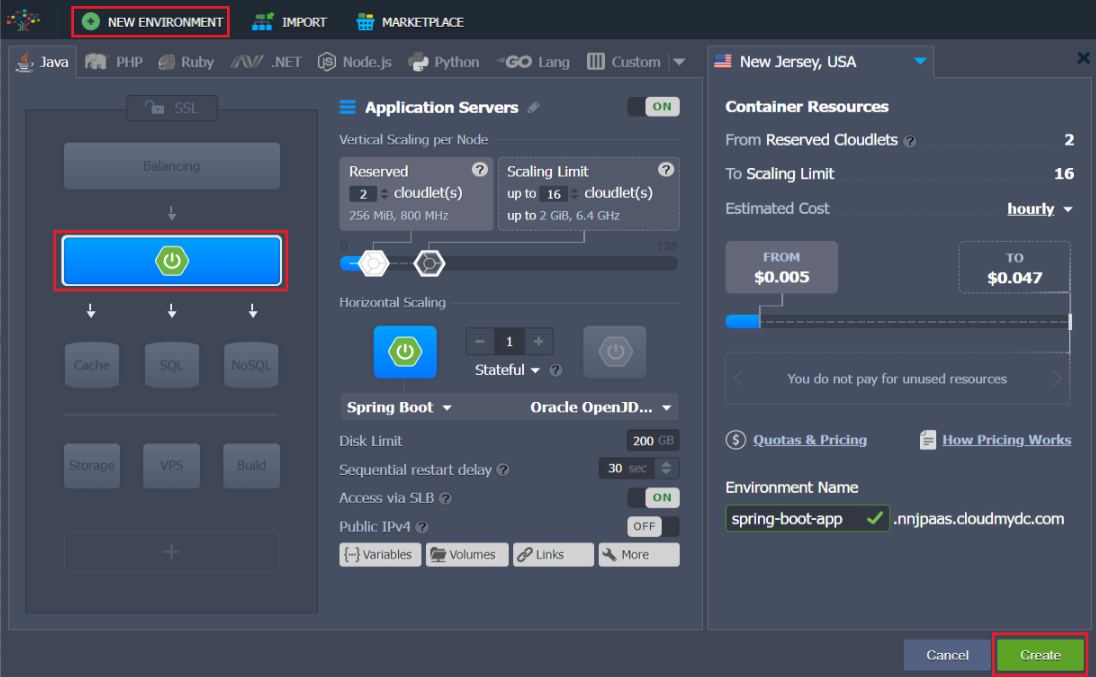 NEW ENVIRONMENT IMPORT MARKETPLACE
Java PHP Ruby .NET Node.js Python GO Lang Custom
SSL
Balancing
Cache SQL NoSQL
Storage VPS Build
Application Servers ON
Vertical Scaling per Node
Reserved ?
2 cloudlet(s)
256 MiB, 800 MHz
Scaling Limit ?
up to 16 cloudlet(s)
up to 2 GiB, 6.4 GHz
0 128
Horizontal Scaling
1
Stateful ?
Spring Boot Oracle OpenJD...
Disk Limit 200 GB
Sequential restart delay ? 30 sec
Access via SLB ? ON
Public IPv4 ? OFF
Variables Volumes Links More
New Jersey, USA
Container Resources
From Reserved Cloudlets ? 2
To Scaling Limit 16
Estimated Cost hourly
FROM
$0.005
TO
$0.047
You do not pay for unused resources
$ Quotas & Pricing How Pricing Works
Environment Name
spring-boot-app .nnjpaas.cloudmydc.com
Cancel Create